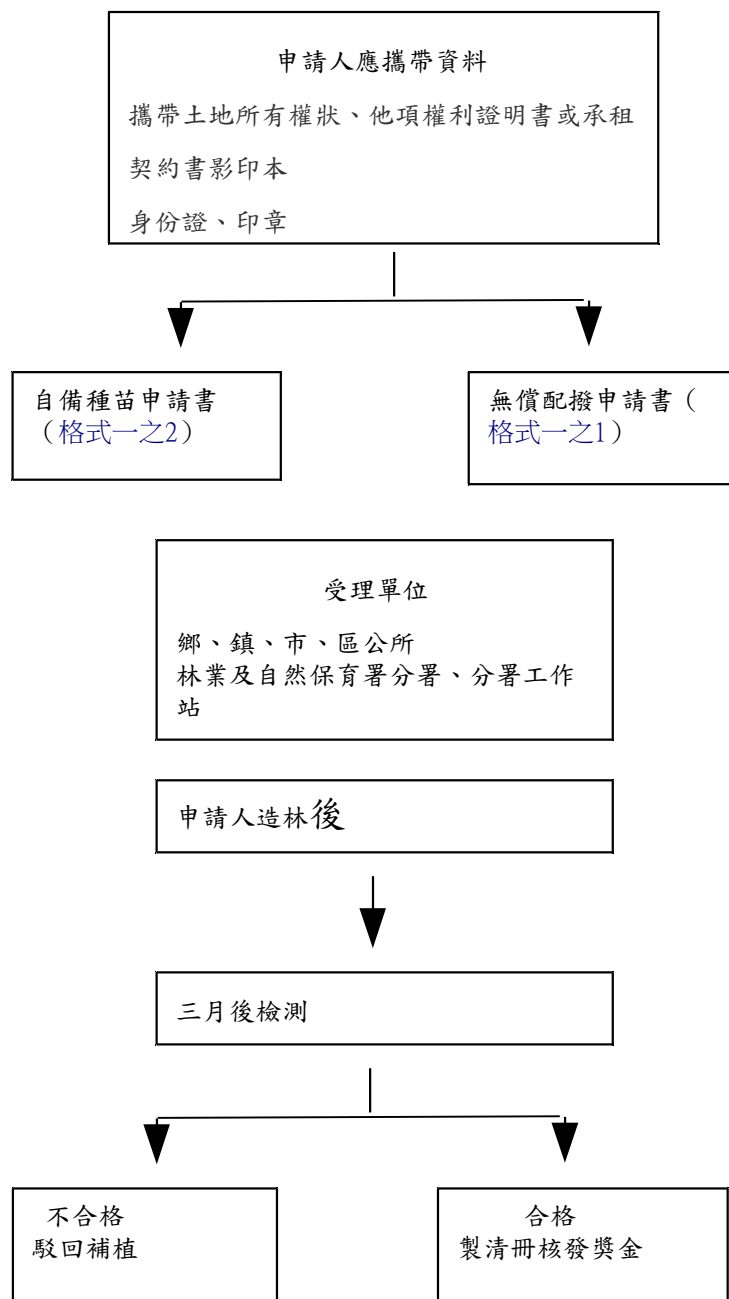 申請人應攜帶資料
攜帶土地所有權狀、他項權利證明書或承租
契約書影印本
身份證、印章
自備種苗申請書
（格式一之2）
無償配撥申請書（
格式一之1）
受理單位
鄉、鎮、市、區公所
林業及自然保育署分署、分署工作
站
申請人造林後
三月後檢測
不合格
駁回補植
合格
製清冊核發獎金